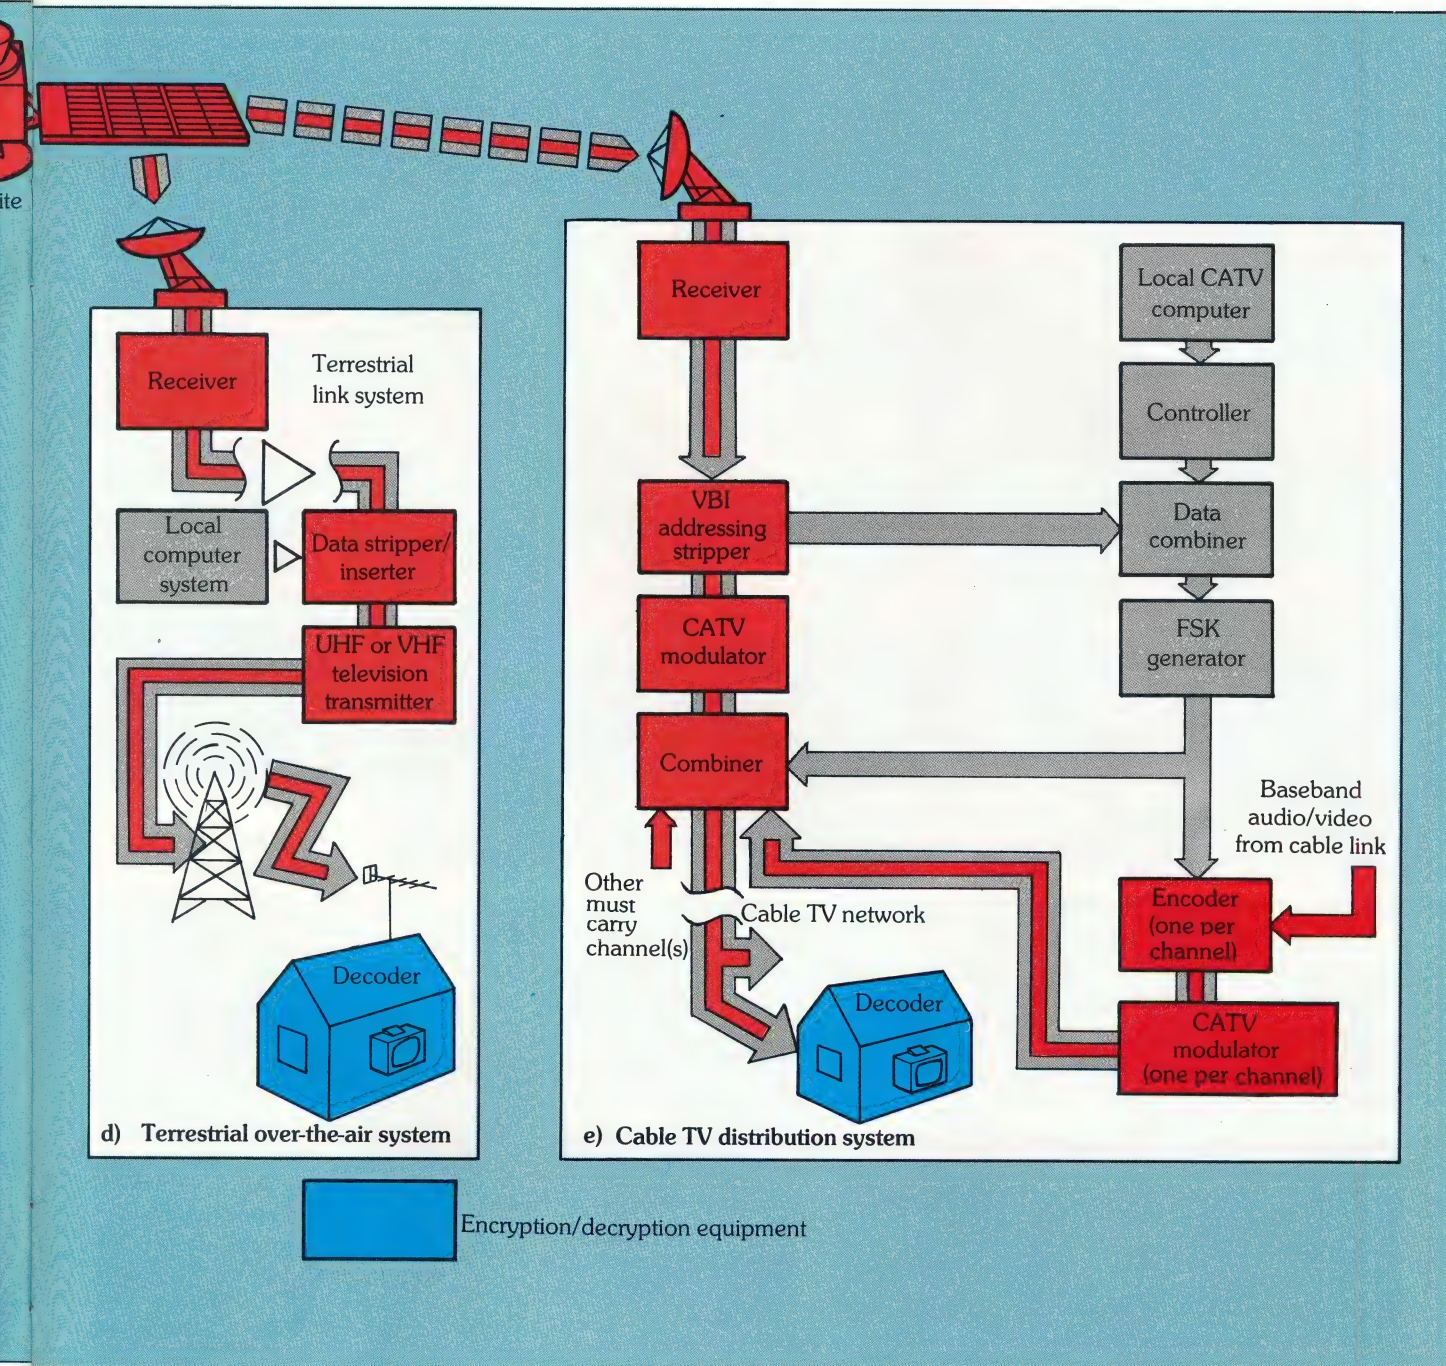 ite
Receiver
Terrestrial
link system
Local
computer
system
Data stripper/
inserter
UHF or VHF
television
transmitter
Decoder
d) Terrestrial over-the-air system
Receiver
Local CATV
computer
Controller
VBI
addressing
stripper
Data
combiner
CATV
modulator
FSK
generator
Combiner
Baseband
audio/video
from cable link
Other
must
carry
channel(s)
Cable TV network
Encoder
(one per
channel)
Decoder
CATV
modulator
(one per channel)
e) Cable TV distribution system
Encryption/decryption equipment